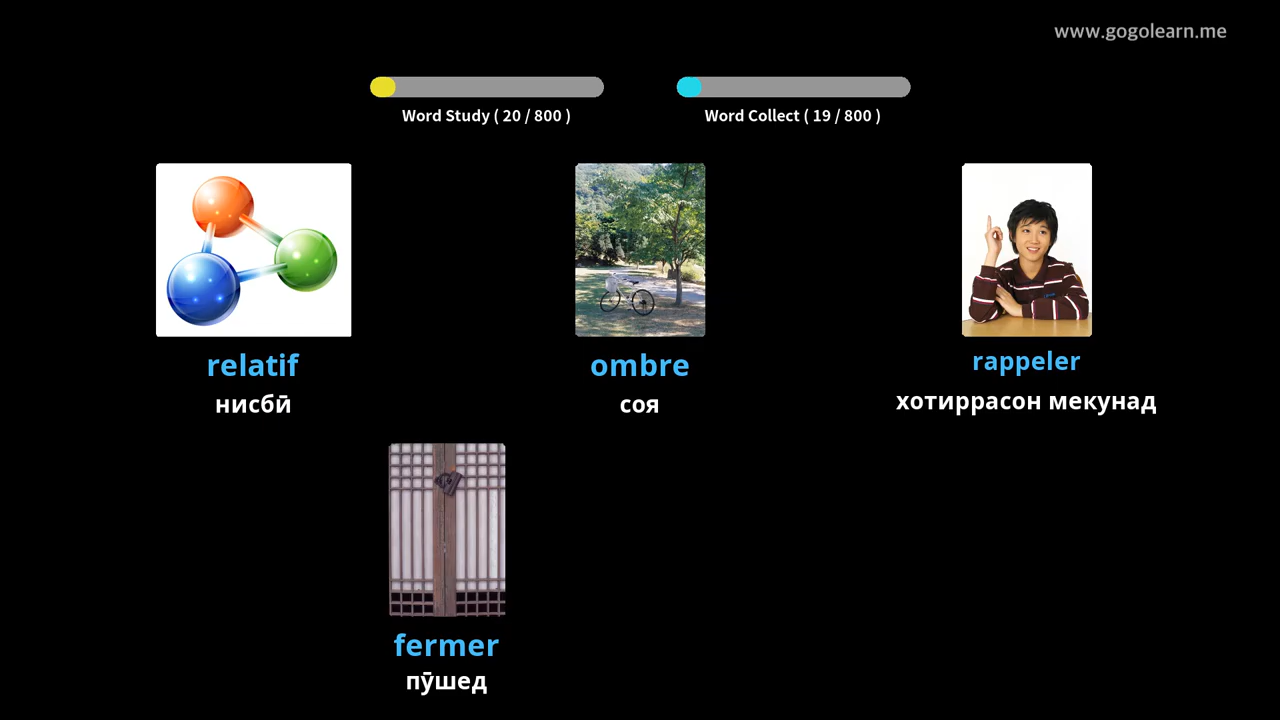 www.gogolearn.me
Word Study ( 20 / 800 )
Word Collect ( 19 / 800 )
relatif
нисбӣ
ombre
соя
rappeler
хотиррасон мекунад
fermer
пӯшед